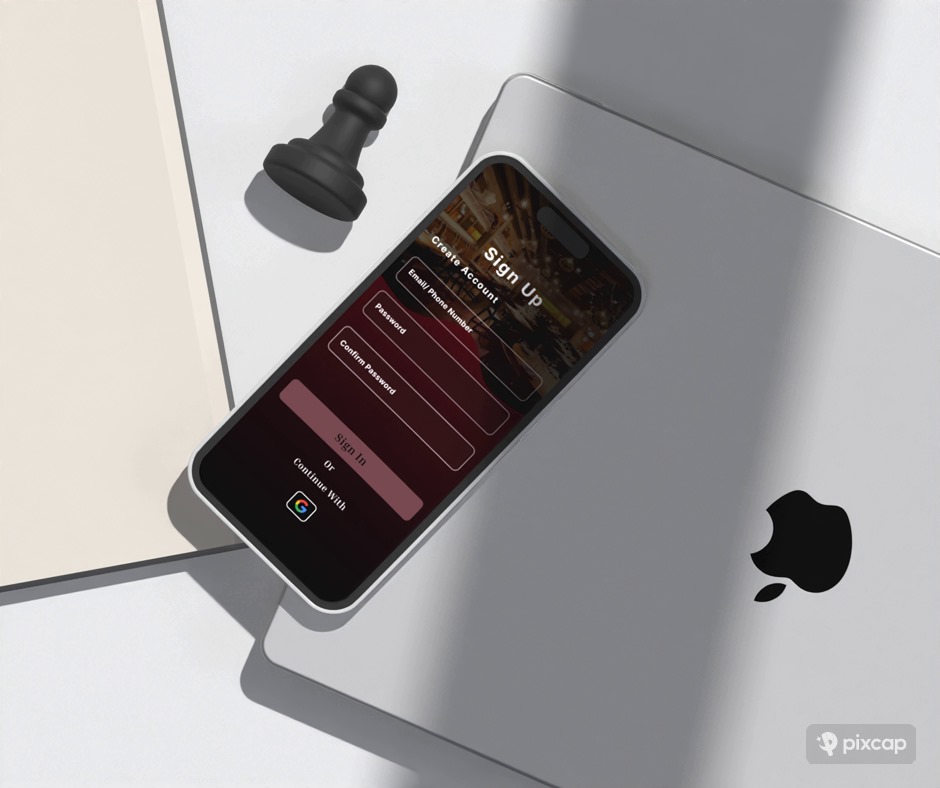 Sign Up
Create Account
Email/ Phone Number
Password
Confirm Password
Sign In
Or
Continue With
G
pixcap